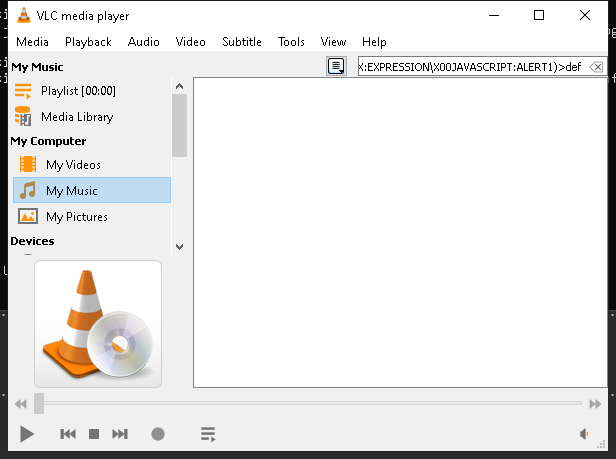 VLC media player
Media Playback Audio Video Subtitle Tools View Help
My Music
X:EXPRESSION\X00JAVASCRIPT:ALERT1)>def
Playlist [00:00]
Media Library
My Computer
My Videos
My Music
My Pictures
Devices